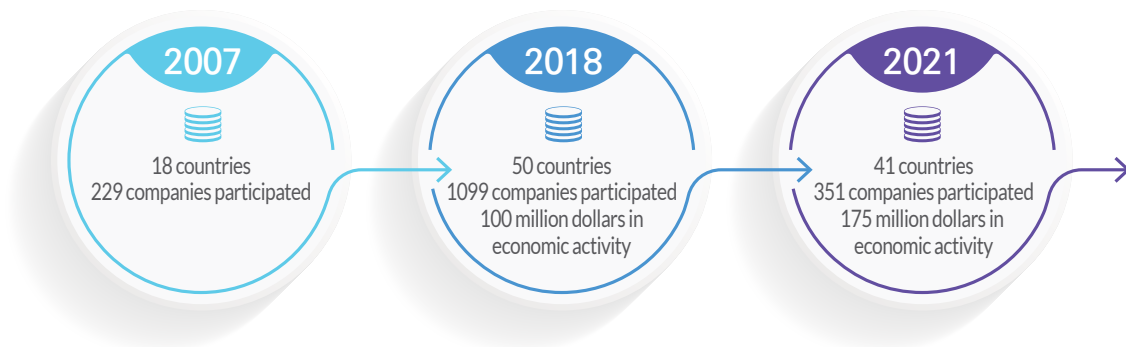 2007
18 countries
229 companies participated
2018
50 countries
1099 companies participated
100 million dollars in
economic activity
2021
41 countries
351 companies participated
175 million dollars in
economic activity